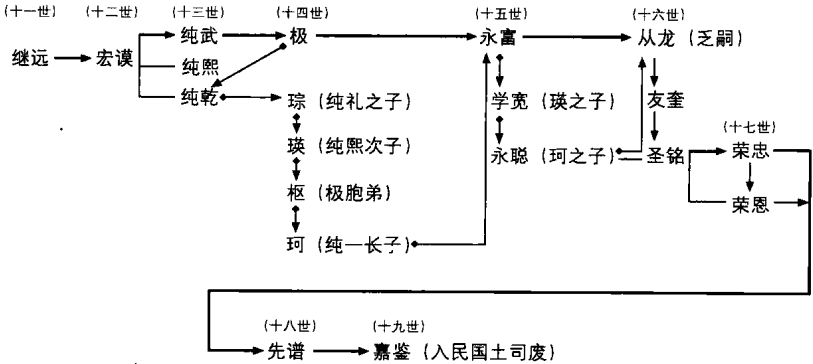 (十一世) (十二世) (十三世) (十四世) (十五世) (十六世)
继远 宏谟 纯武 极 永富 从龙 (乏嗣)
纯熙
纯乾 琮 (纯礼之子) 学宽 (瑛之子) 友奎
(十七世)
瑛 (纯熙次子) 永聪 (珂之子) 圣铭 荣忠
枢 (极胞弟) 荣恩
珂 (纯一长子)
(十八世) (十九世)
先谱 嘉鉴 (入民国土司废)